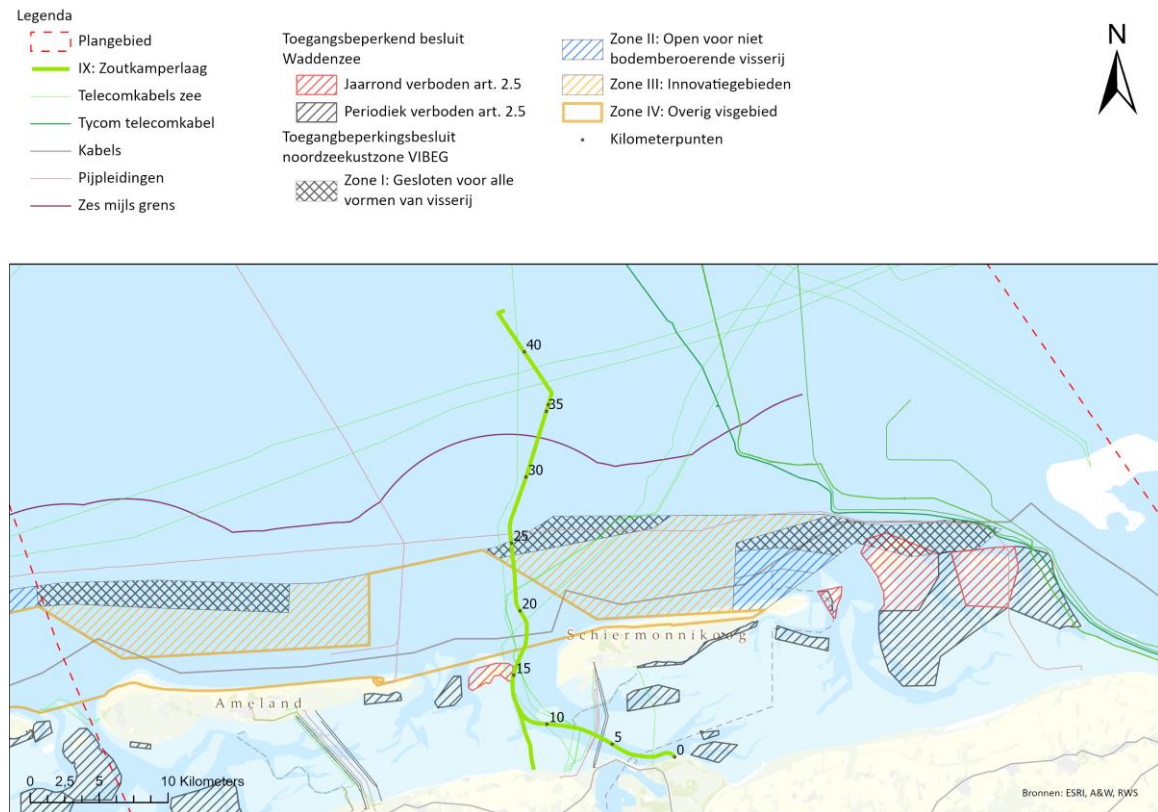 Legenda
Plangebied
IX: Zoutkamperlaag
Telecomkabels zee
Tycom telecomkabel
Kabels
Pijpleidingen
Zes mijls grens
Toegangsbeperkend besluit
Waddenzee
Jaarrond verboden art. 2.5
Periodiek verboden art. 2.5
Toegangbeperkingsbesluit
noordzeekustzone VIBEG
Zone I: Gesloten voor alle
vormen van visserij
Zone II: Open voor niet
bodemberoerende visserij
Zone III: Innovatiegebieden
Zone IV: Overig visgebied
Kilometerpunten
N
40
35
30
25
20
Schiermonnikoog
15
Ameland
10
5
0
0 2,5 5 10 Kilometers
Bronnen: ESRI, A&W, RWS